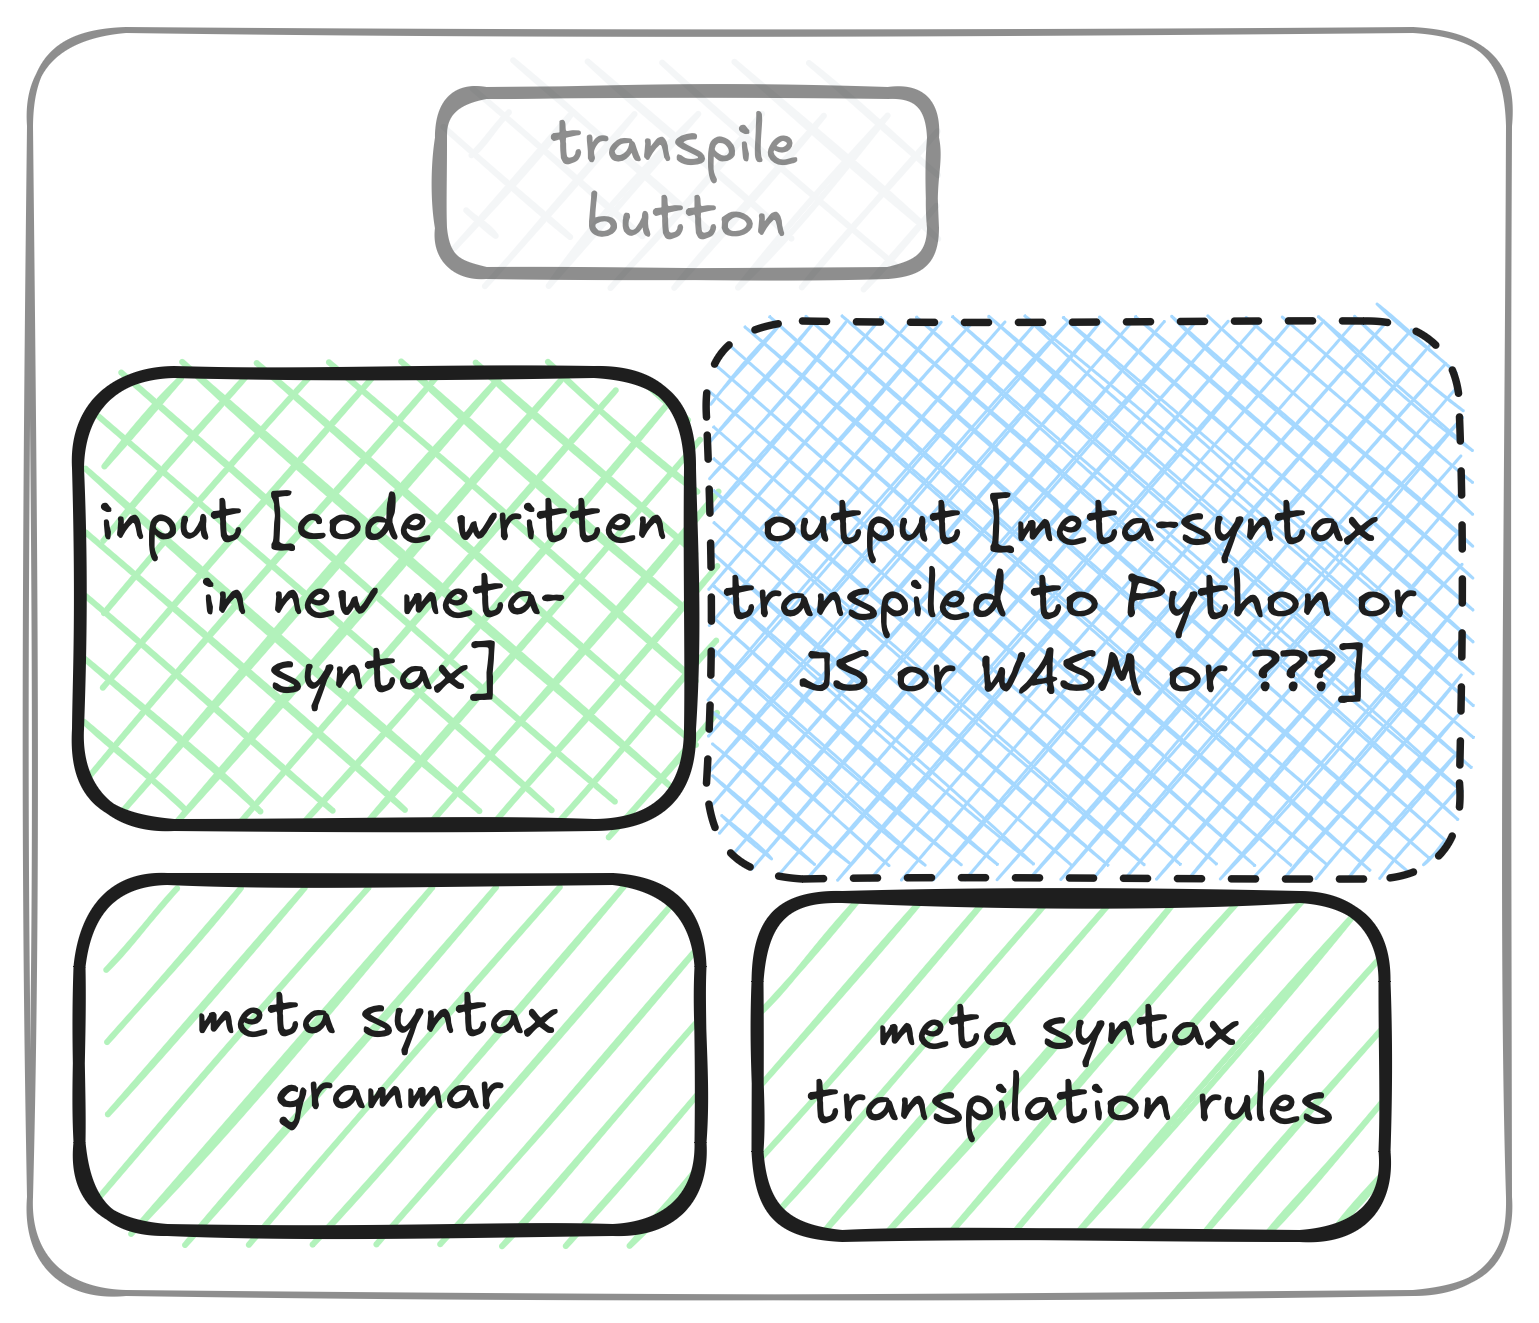 transpile
button
input [code written
in new meta-
syntax]
output [meta-syntax
transpiled to Python or
JS or WASM or ???]
meta syntax
grammar
meta syntax
transpilation rules